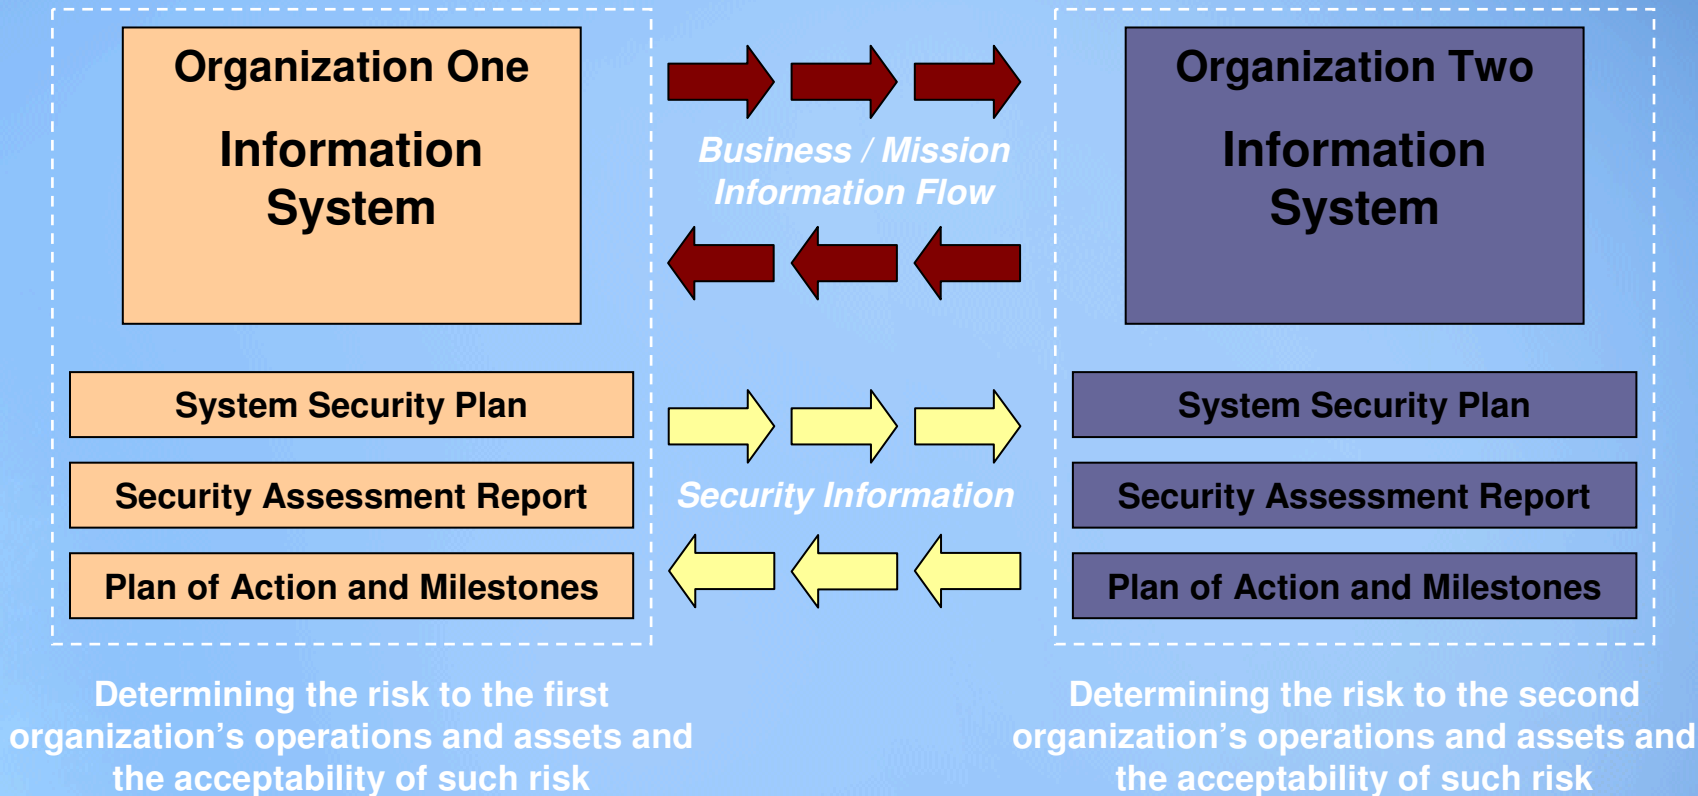 Organization One
Information
System
Business / Mission
Information Flow
Organization Two
Information
System
System Security Plan
Security Assessment Report
Plan of Action and Milestones
Security Information
System Security Plan
Security Assessment Report
Plan of Action and Milestones
Determining the risk to the first
organization’s operations and assets and
the acceptability of such risk
Determining the risk to the second
organization’s operations and assets and
the acceptability of such risk